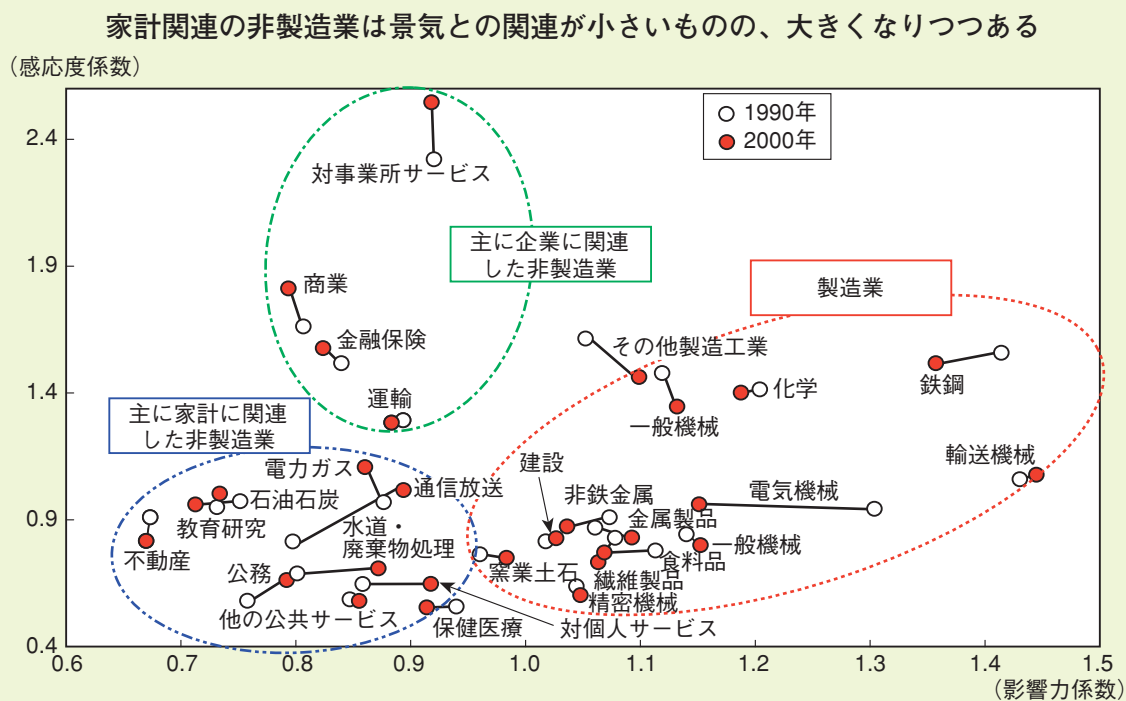 家計関連の非製造業は景気との関連が小さいものの、大きくなりつつある
（感応度係数）
2.4
1.9
1.4
0.9
0.4
1990年
2000年
対事業所サービス
主に企業に関連
した非製造業
製造業
商業
金融保険
運輸
その他製造工業
一般機械
化学
鉄鋼
輸送機械
主に家計に関連
した非製造業
電力ガス
通信放送
石油石炭
教育研究
不動産
水道・
廃棄物処理
公務
他の公共サービス
保健医療
対個人サービス
建設
非鉄金属
金属製品
電気機械
一般機械
食料品
窯業土石
繊維製品
精密機械
0.6
0.7
0.8
0.9
1.0
1.1
1.2
1.3
1.4
1.5
（影響力係数）